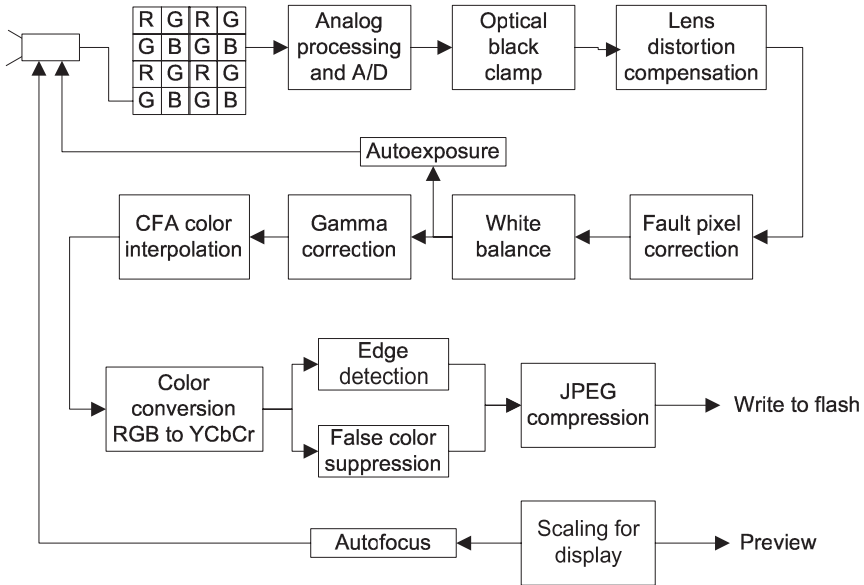 R G R G
G B G B
R G R G
G B G B
Analog
processing
and A/D
Optical
black
clamp
Lens
distortion
compensation
Autoexposure
Fault pixel
correction
White
balance
Gamma
correction
CFA color
interpolation
Color
conversion
RGB to YCbCr
Edge
detection
False color
suppression
JPEG
compression
Write to flash
Scaling for
display
Autofocus
Preview